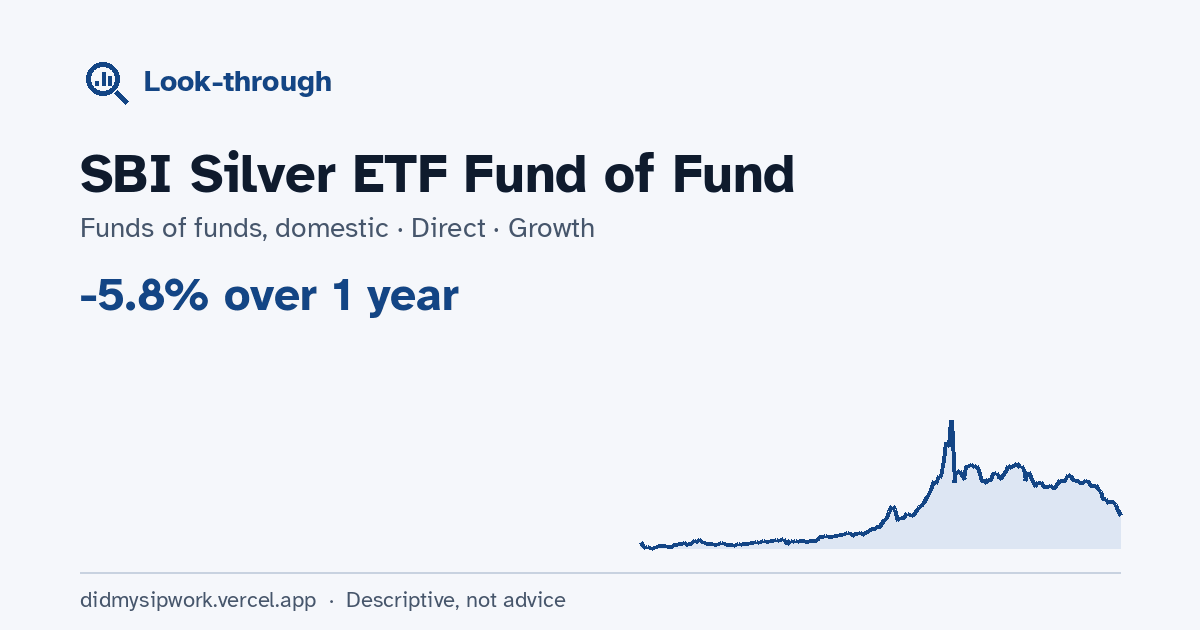 Look-through
SBI Silver ETF Fund of Fund
Funds of funds, domestic · Direct · Growth
-5.8% over 1 year
didmysipwork.vercel.app · Descriptive, not advice